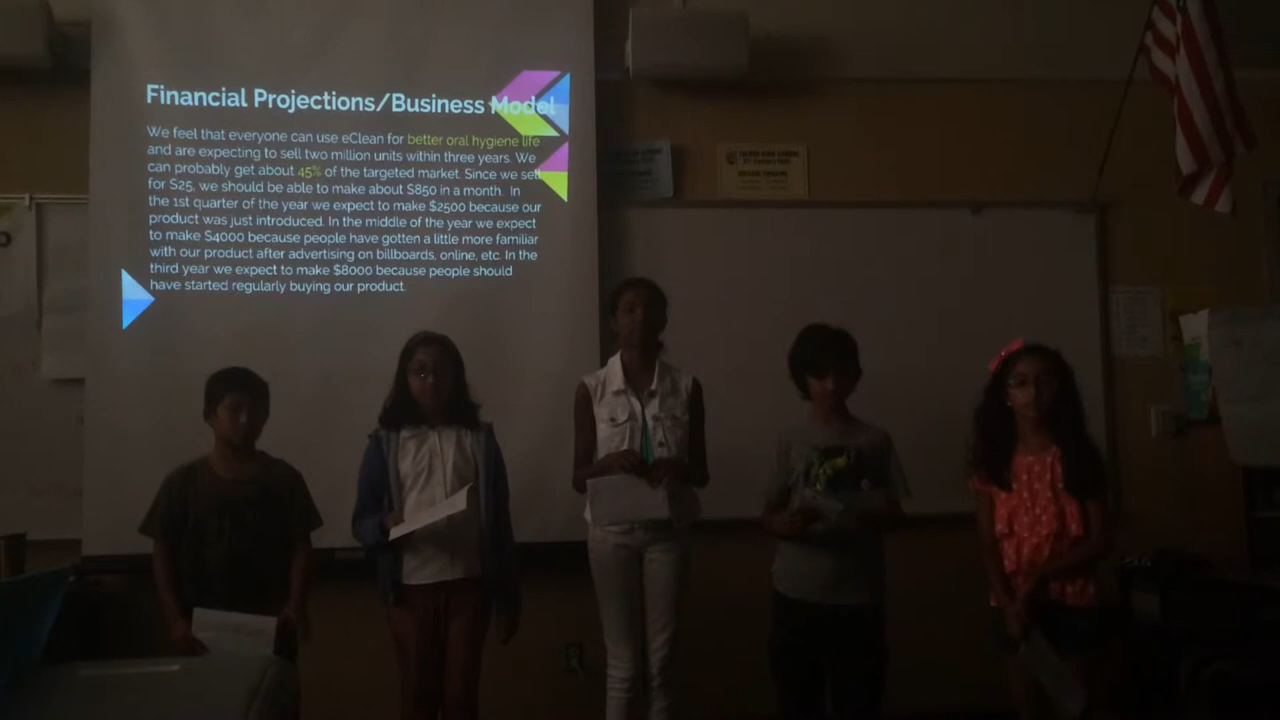 Financial Projections/Business Model
We feel that everyone can use eClean for better oral hygiene life
and are expecting to sell two million units within three years. We
can probably get about 45% of the targeted market. Since we sell
for $25, we should be able to make about $850 in a month. In
the 1st quarter of the year we expect to make $2500 because our
product was just introduced. In the middle of the year we expect
to make $4000 because people have gotten a little more familiar
with our product after advertising on billboards, online, etc. In the
third year we expect to make $8000 because people should
have started regularly buying our product.